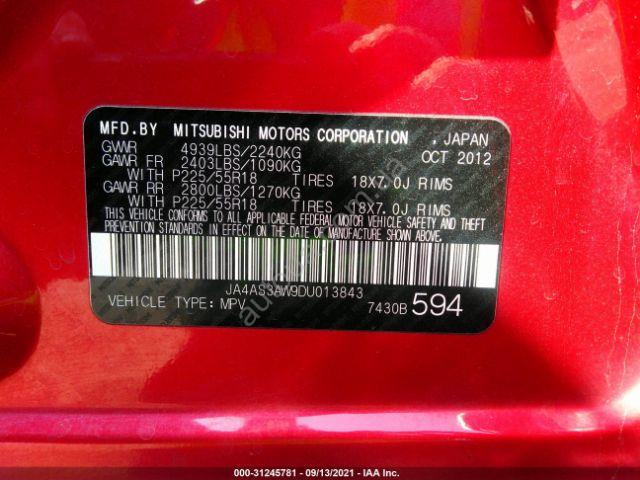 MFD.BY MITSUBISHI MOTORS CORPORATION , JAPAN
GVWR 4939LBS/2240KG OCT 2012
GAWR FR 2403LBS/1090KG
WITH P225/55R18 TIRES 18X7.0J RIMS
GAWR RR 2800LBS/1270KG
WITH P225/55R18 TIRES 18X7.0J RIMS
THIS VEHICLE CONFORMS TO ALL APPLICABLE FEDERAL MOTOR VEHICLE SAFETY AND THEFT
PREVENTION STANDARDS IN EFFECT ON THE DATE OF MANUFACTURE SHOWN ABOVE.
JA4AS3AW9DU013843
VEHICLE TYPE: MPV 7430B 594
000-31245781 - 09/13/2021 - IAA Inc.